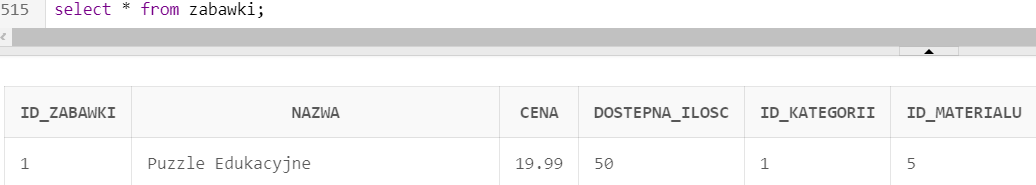 515 select * from zabawki;
ID_ZABAWKI NAZWA CENA DOSTEPNA_ILOSC ID_KATEGORII ID_MATERIALU
1 Puzzle Edukacyjne 19.99 50 1 5